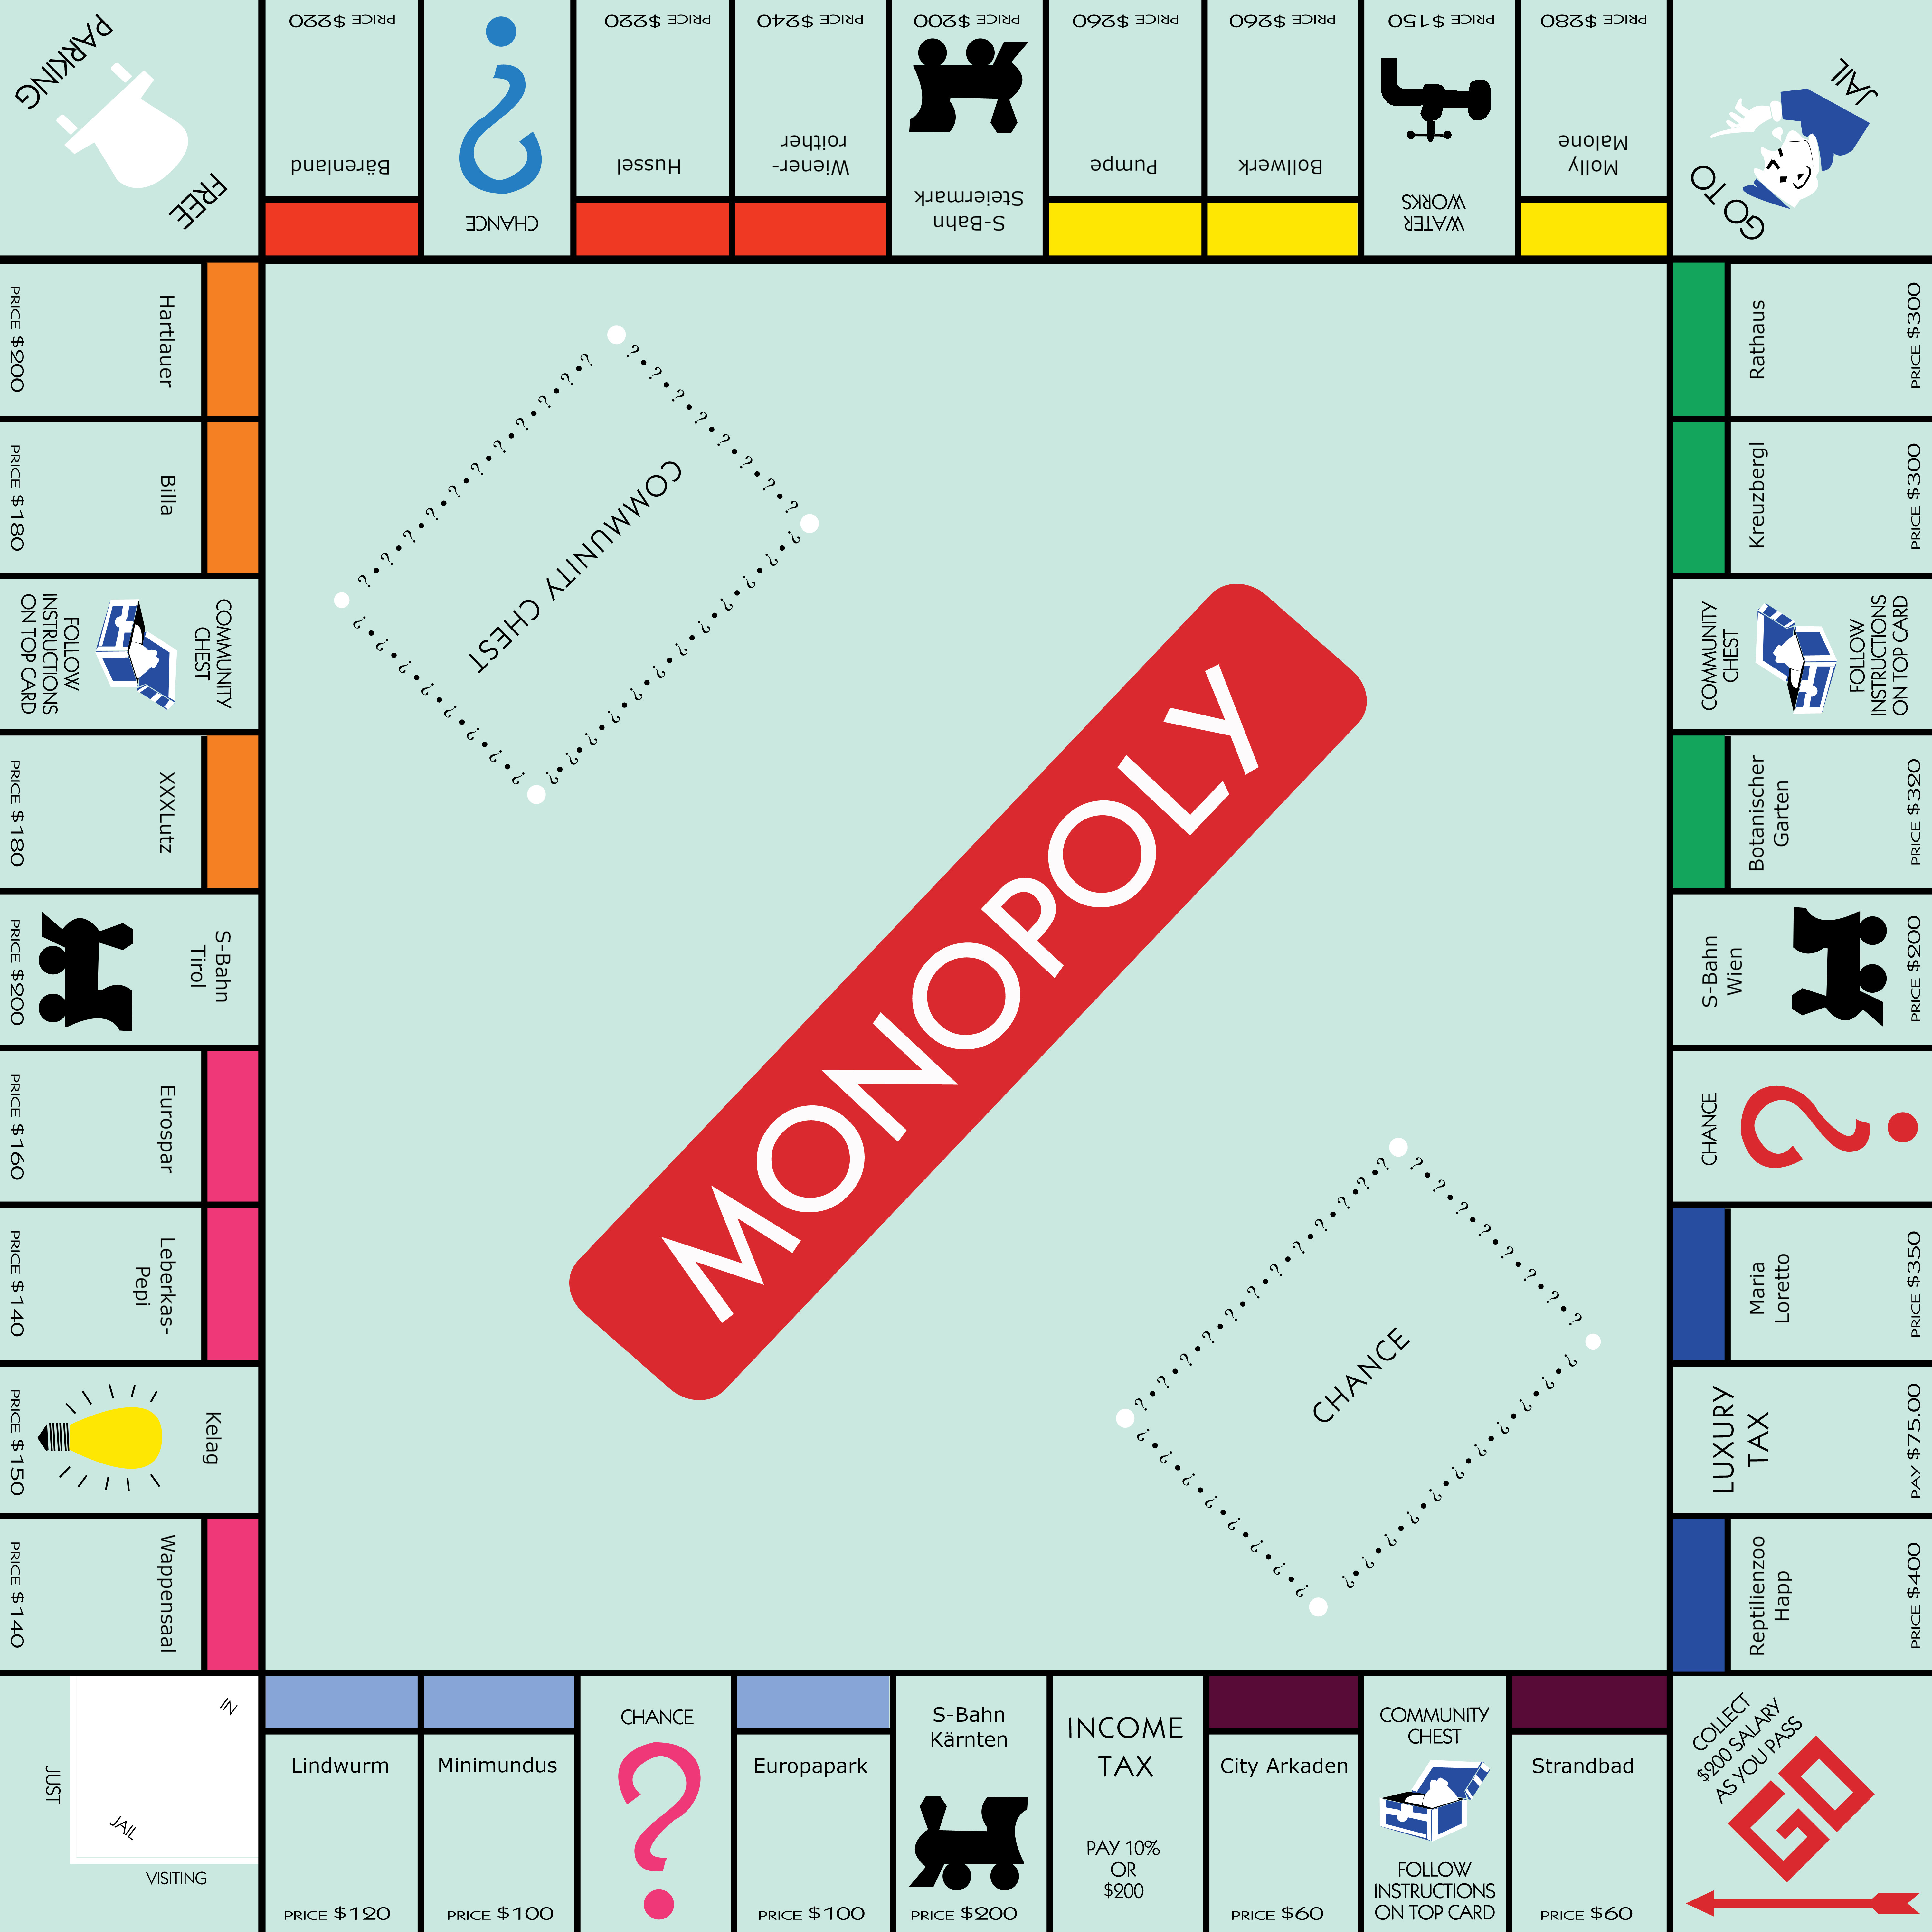 FREE
PARKING
PRICE $220
Bärenland
CHANCE
PRICE $220
Hussel
PRICE $240
Wiener-
roither
PRICE $200
S-Bahn
Steiermark
PRICE $260
Pumpe
PRICE $260
Bollwerk
PRICE $150
WATER
WORKS
PRICE $280
Molly
Malone
GO TO
JAIL
Hartlauer
PRICE $200
Billa
PRICE $180
COMMUNITY
CHEST
FOLLOW
INSTRUCTIONS
ON TOP CARD
XXXLutz
PRICE $180
S-Bahn
Tirol
PRICE $200
Eurospar
PRICE $160
Leberkas-
Pepi
PRICE $140
Kelag
PRICE $150
Wappensaal
PRICE $140
COMMUNITY CHEST
MONOPOLY
CHANCE
Rathaus
PRICE $300
Kreuzbergl
PRICE $300
COMMUNITY
CHEST
FOLLOW
INSTRUCTIONS
ON TOP CARD
Botanischer
Garten
PRICE $320
S-Bahn
Wien
PRICE $200
CHANCE
Maria
Loretto
PRICE $350
LUXURY
TAX
PAY $75.00
Reptilienzoo
Happ
PRICE $400
IN
JAIL
JUST
VISITING
Lindwurm
PRICE $120
Minimundus
PRICE $100
CHANCE
?
Europapark
PRICE $100
S-Bahn
Kärnten
PRICE $200
INCOME
TAX
PAY 10%
OR
$200
City Arkaden
PRICE $60
COMMUNITY
CHEST
FOLLOW
INSTRUCTIONS
ON TOP CARD
Strandbad
PRICE $60
COLLECT
$200 SALARY
AS YOU PASS
GO